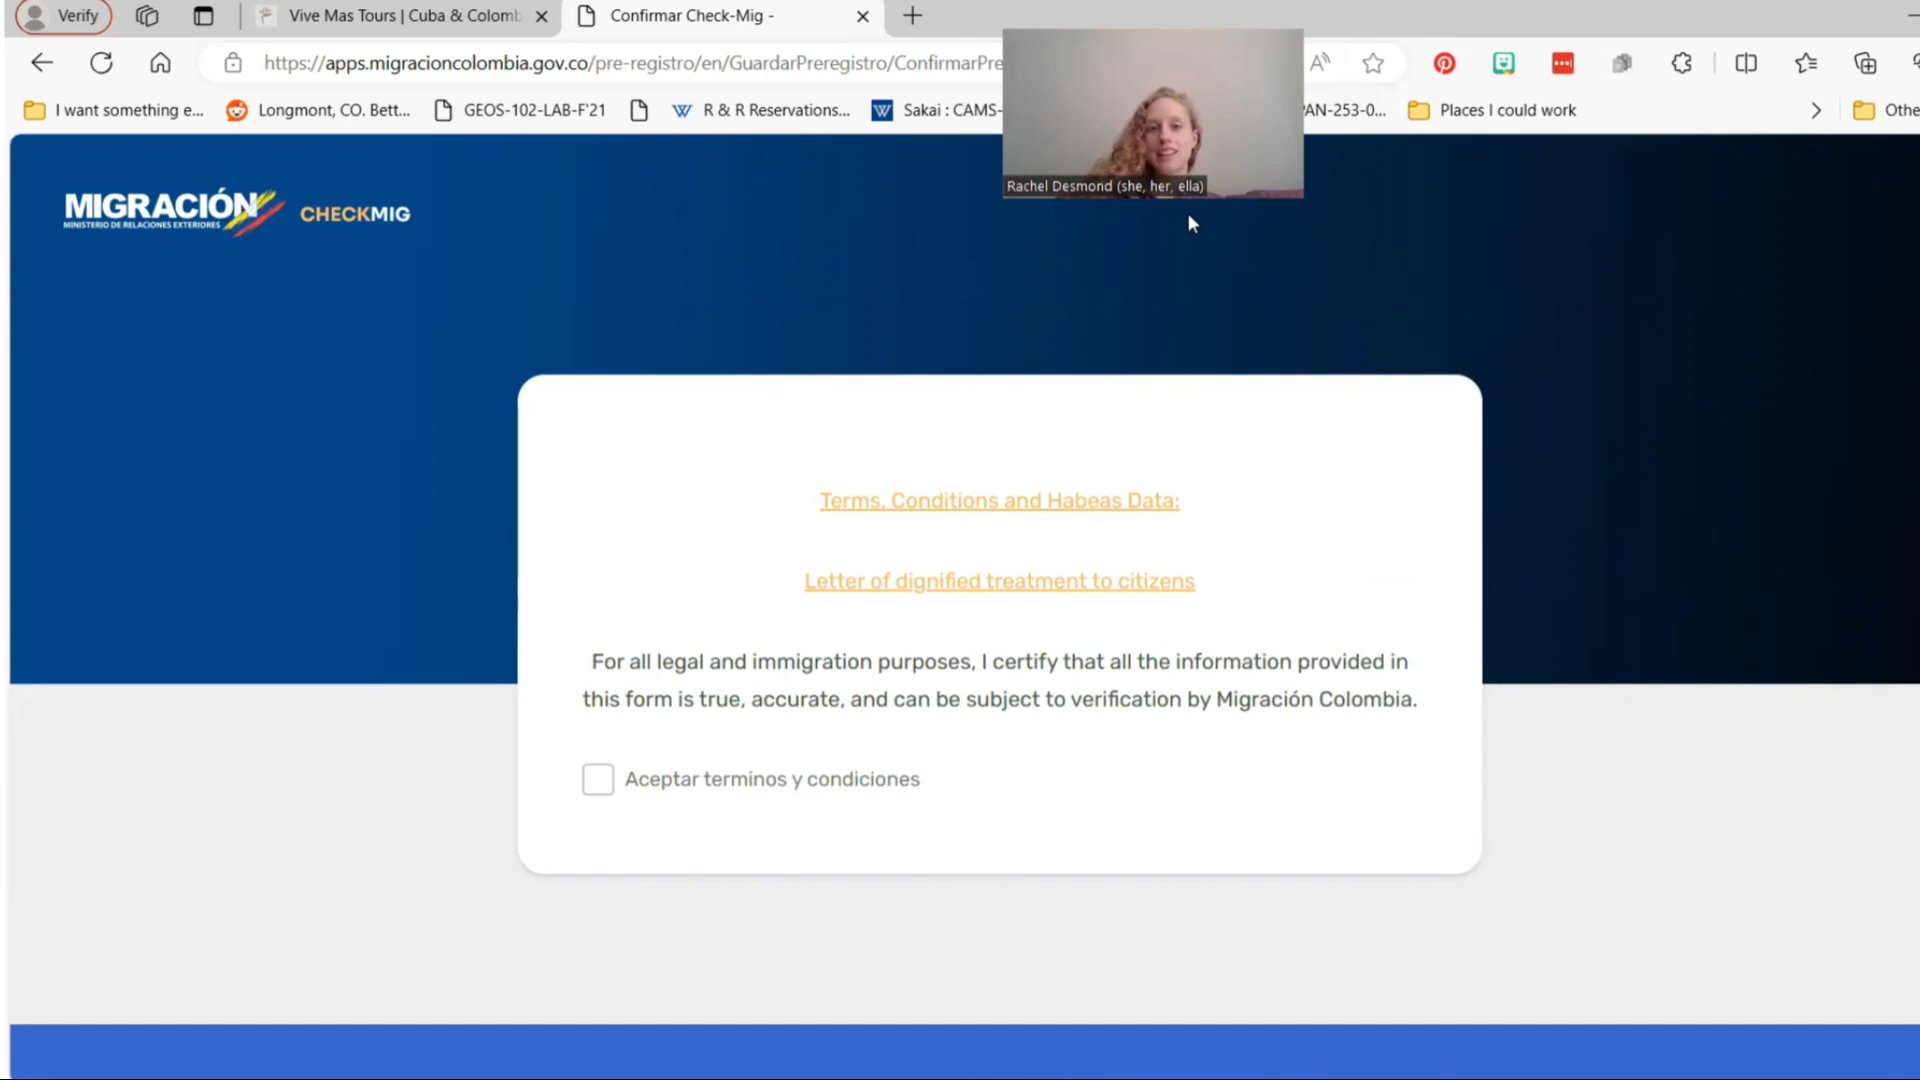 Verify
Vive Mas Tours | Cuba & Colomb
Confirmar Check-Mig -
https://apps.migracioncolombia.gov.co/pre-registro/en/GuardarPreregistro/ConfirmarPre
I want something e...
Longmont, CO. Bett...
GEOS-102-LAB-F'21
R & R Reservations...
Sakai : CAMS-
PAN-253-0...
Places I could work
Othe
Rachel Desmond (she, her, ella)
MIGRACIÓN
MINISTERIO DE RELACIONES EXTERIORES
CHECKMIG
Terms, Conditions and Habeas Data:
Letter of dignified treatment to citizens
For all legal and immigration purposes, I certify that all the information provided in
this form is true, accurate, and can be subject to verification by Migración Colombia.
Aceptar terminos y condiciones